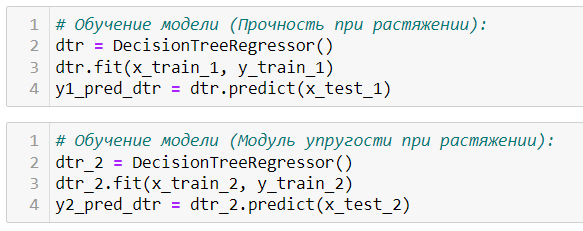 1 # Обучение модели (Прочность при растяжении):
2 dtr = DecisionTreeRegressor()
3 dtr.fit(x_train_1, y_train_1)
4 y1_pred_dtr = dtr.predict(x_test_1)
1 # Обучение модели (Модуль упругости при растяжении):
2 dtr_2 = DecisionTreeRegressor()
3 dtr_2.fit(x_train_2, y_train_2)
4 y2_pred_dtr = dtr_2.predict(x_test_2)